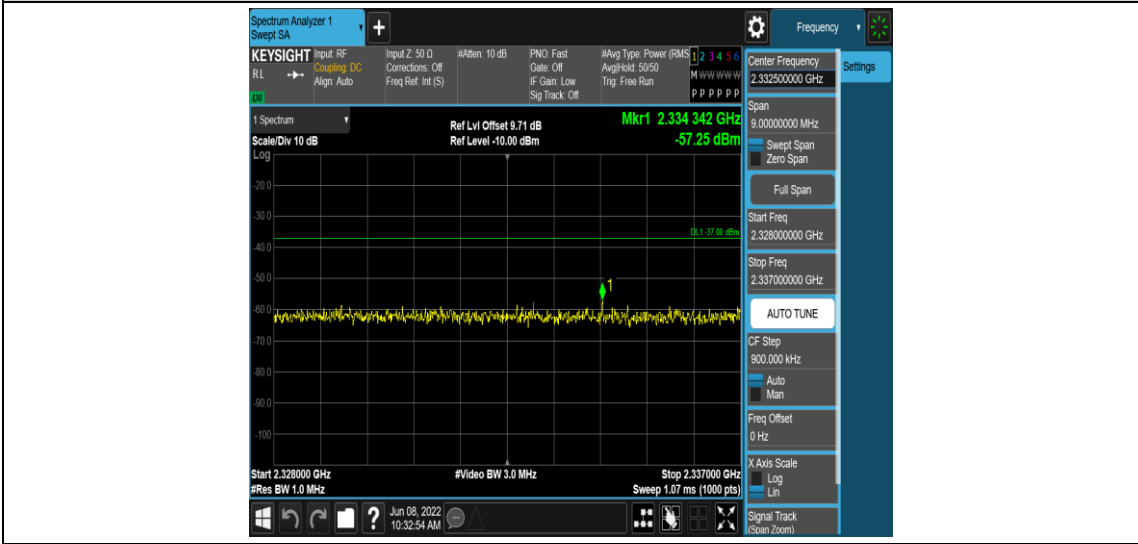 Spectrum Analyzer 1
Swept SA
+
Frequency
KEYSIGHT
RL
Input: RF
Coupling: DC
Align: Auto
Input Z: 50 Ω
Corrections: Off
Freq Ref: Int (S)
#Atten: 10 dB
PNO: Fast
Gate: Off
IF Gain: Low
Sig Track: Off
#Avg Type: Power (RMS
Avg|Hold: 50/50
Trig: Free Run
1 2 3 4 5 6
M W W W W W
P P P P P P
1 Spectrum
Scale/Div 10 dB
Log
Ref Lvl Offset 9.71 dB
Ref Level -10.00 dBm
Mkr1 2.334 342 GHz
-57.25 dBm
-20.0
-30.0
DL1 -37.00 dBm
-40.0
-50.0
1
-60.0
-70.0
-80.0
-90.0
-100
Start 2.328000 GHz
#Res BW 1.0 MHz
#Video BW 3.0 MHz
Stop 2.337000 GHz
Sweep 1.07 ms (1000 pts)
?
Jun 08, 2022
10:32:54 AM
Center Frequency
2.332500000 GHz
Settings
Span
9.00000000 MHz
Swept Span
Zero Span
Full Span
Start Freq
2.328000000 GHz
Stop Freq
2.337000000 GHz
AUTO TUNE
CF Step
900.000 kHz
Auto
Man
Freq Offset
0 Hz
X Axis Scale
Log
Lin
Signal Track
(Span Zoom)